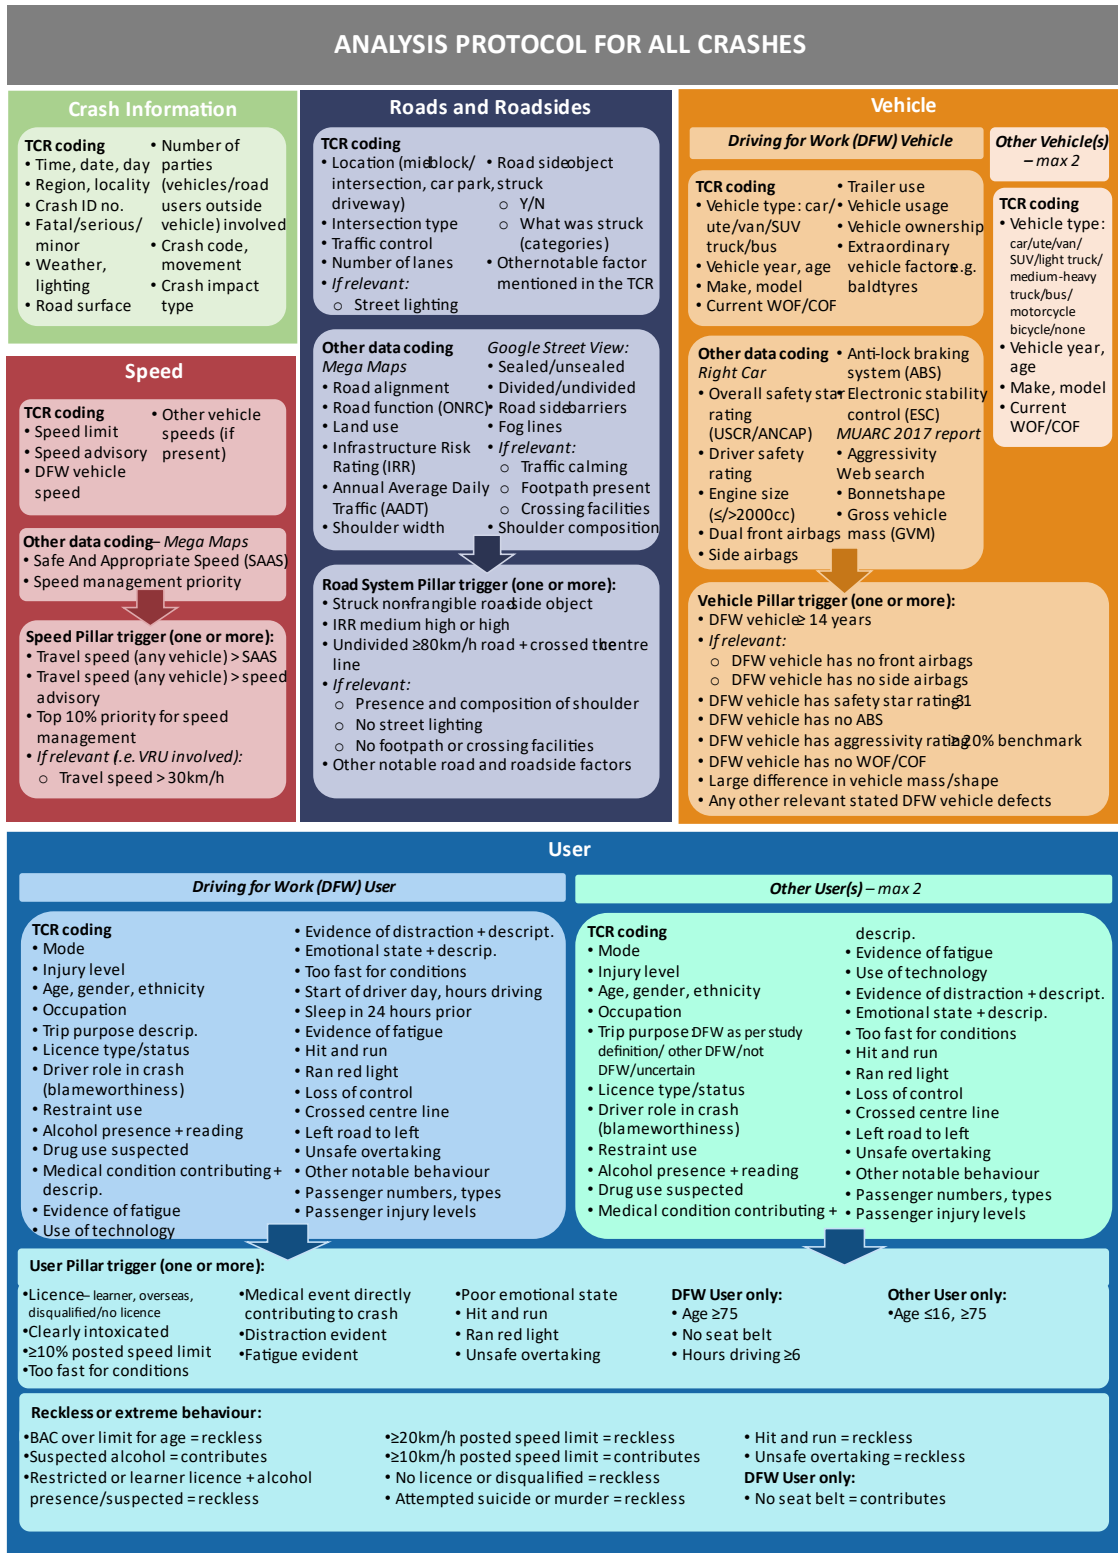 ANALYSIS PROTOCOL FOR ALL CRASHES
Crash Information
TCR coding
• Time, date, day
• Region, locality
• Crash ID no.
• Fatal/serious/
minor
• Weather,
lighting
• Road surface
• Number of
parties
(vehicles/road
users outside
vehicle) involved
• Crash code,
movement
• Crash impact
type
Speed
TCR coding
• Speed limit
• Speed advisory
• DFW vehicle
speed
• Other vehicle
speeds (if
present)
Other data coding – Mega Maps
• Safe And Appropriate Speed (SAAS)
• Speed management priority
Speed Pillar trigger (one or more):
• Travel speed (any vehicle) > SAAS
• Travel speed (any vehicle) > speed
advisory
• Top 10% priority for speed
management
• If relevant (i.e. VRU involved):
o Travel speed > 30km/h
Roads and Roadsides
TCR coding
• Location (midblock/
intersection, car park,
driveway)
• Intersection type
• Traffic control
• Number of lanes
• If relevant:
o Street lighting
• Road side object
struck
o Y/N
o What was struck
(categories)
• Other notable factor
mentioned in the TCR
Other data coding
Mega Maps
• Road alignment
• Road function (ONRC)
• Land use
• Infrastructure Risk
Rating (IRR)
• Annual Average Daily
Traffic (AADT)
• Shoulder width
Google Street View:
• Sealed/unsealed
• Divided/undivided
• Road side barriers
• Fog lines
• If relevant:
o Traffic calming
o Footpath present
o Crossing facilities
• Shoulder composition
Road System Pillar trigger (one or more):
• Struck non-frangible road side object
• IRR medium high or high
• Undivided ≥80km/h road + crossed the centre
line
• If relevant:
o Presence and composition of shoulder
o No street lighting
o No footpath or crossing facilities
• Other notable road and roadside factors
Vehicle
Driving for Work (DFW) Vehicle
TCR coding
• Vehicle type: car/
ute/van/SUV
truck/bus
• Vehicle year, age
• Make, model
• Current WOF/COF
• Trailer use
• Vehicle usage
• Vehicle ownership
• Extraordinary
vehicle factors e.g.
bald tyres
Other data coding
Right Car
• Overall safety star
rating
(USCR/ANCAP)
• Driver safety
rating
• Engine size
(≤/>2000cc)
• Dual front airbags
• Side airbags
• Anti-lock braking
system (ABS)
• Electronic stability
control (ESC)
MUARC 2017 report
• Aggressivity
Web search
• Bonnet shape
• Gross vehicle
mass (GVM)
Other Vehicle(s)
– max 2
TCR coding
• Vehicle type:
car/ute/van/
SUV/light truck/
medium-heavy
truck/bus/
motorcycle
bicycle/none
• Vehicle year,
age
• Make, model
• Current
WOF/COF
Vehicle Pillar trigger (one or more):
• DFW vehicle ≥ 14 years
• If relevant:
o DFW vehicle has no front airbags
o DFW vehicle has no side airbags
• DFW vehicle has safety star rating
• DFW vehicle has no ABS
• DFW vehicle has aggressivity rating 20% benchmark
• DFW vehicle has no WOF/COF
• Large difference in vehicle mass/shape
• Any other relevant stated DFW vehicle defects
User
Driving for Work (DFW) User
TCR coding
• Mode
• Injury level
• Age, gender, ethnicity
• Occupation
• Trip purpose descrip.
• Licence type/status
• Driver role in crash
(blameworthiness)
• Restraint use
• Alcohol presence + reading
• Drug use suspected
• Medical condition contributing +
descrip.
• Evidence of fatigue
• Use of technology
• Evidence of distraction + descript.
• Emotional state + descrip.
• Too fast for conditions
• Start of driver day, hours driving
• Sleep in 24 hours prior
• Evidence of fatigue
• Hit and run
• Ran red light
• Loss of control
• Crossed centre line
• Left road to left
• Unsafe overtaking
• Other notable behaviour
• Passenger numbers, types
• Passenger injury levels
Other User(s) – max 2
TCR coding
• Mode
• Injury level
• Age, gender, ethnicity
• Occupation
• Trip purpose: DFW as per study
definition/ other DFW/not
DFW/uncertain
• Licence type/status
• Driver role in crash
(blameworthiness)
• Restraint use
• Alcohol presence + reading
• Drug use suspected
• Medical condition contributing +
descrip.
• Evidence of fatigue
• Use of technology
• Evidence of distraction + descript.
• Emotional state + descrip.
• Too fast for conditions
• Hit and run
• Ran red light
• Loss of control
• Crossed centre line
• Left road to left
• Unsafe overtaking
• Other notable behaviour
• Passenger numbers, types
• Passenger injury levels
User Pillar trigger (one or more):
•Licence – learner, overseas,
disqualified/no licence
•Clearly intoxicated
•≥10% posted speed limit
•Too fast for conditions
•Medical event directly
contributing to crash
•Distraction evident
•Fatigue evident
•Poor emotional state
• Hit and run
• Ran red light
• Unsafe overtaking
DFW User only:
• Age ≥75
• No seat belt
• Hours driving ≥6
Other User only:
•Age ≤16, ≥75
Reckless or extreme behaviour:
•BAC over limit for age = reckless
•Suspected alcohol = contributes
•Restricted or learner licence + alcohol
presence/suspected = reckless
•≥20km/h posted speed limit = reckless
•≥10km/h posted speed limit = contributes
• No licence or disqualified = reckless
• Attempted suicide or murder = reckless
• Hit and run = reckless
• Unsafe overtaking = reckless
DFW User only:
• No seat belt = contributes